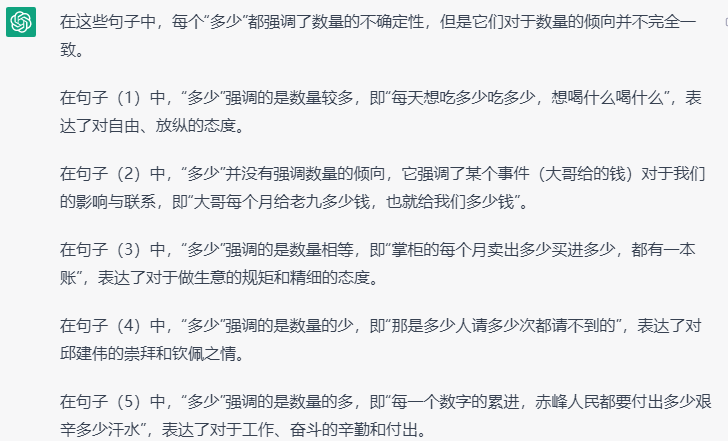 在这些句子中，每个“多少”都强调了数量的不确定性，但是它们对于数量的倾向并不完全一
致。
在句子（1）中，“多少”强调的是数量较多，即“每天想吃多少吃多少，想喝什么喝什么”，表
达了对自由、放纵的态度。
在句子（2）中，“多少”并没有强调数量的倾向，它强调了某个事件（大哥给的钱）对于我们
的影响与联系，即“大哥每个月给老九多少钱，也就给我们多少钱”。
在句子（3）中，“多少”强调的是数量相等，即“掌柜的每个月卖出多少买进多少，都有一本
账”，表达了对于做生意的规矩和精细的态度。
在句子（4）中，“多少”强调的是数量的少，即“那是多少人请多少次都请不到的”，表达了对
邱建伟的崇拜和钦佩之情。
在句子（5）中，“多少”强调的是数量的多，即“每一个数字的累进，赤峰人民都要付出多少艰
辛多少汗水”，表达了对于工作、奋斗的辛勤和付出。